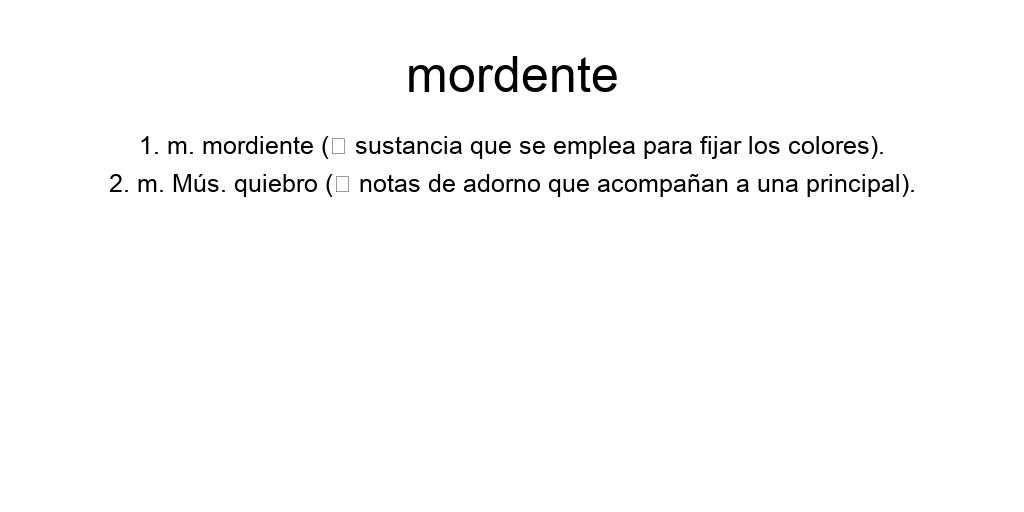 mordente
1. m. mordiente (□ sustancia que se emplea para fijar los colores).
2. m. Mús. quiebro (□ notas de adorno que acompañan a una principal).